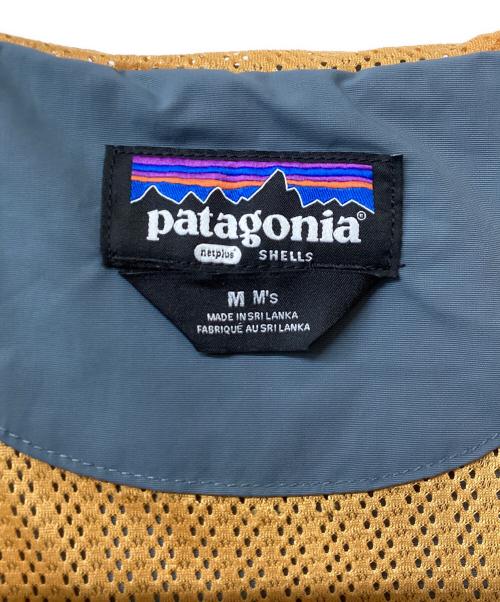 patagonia®
netplus® SHELLS
M M's
MADE IN SRI LANKA
FABRIQUÉ AU SRI LANKA